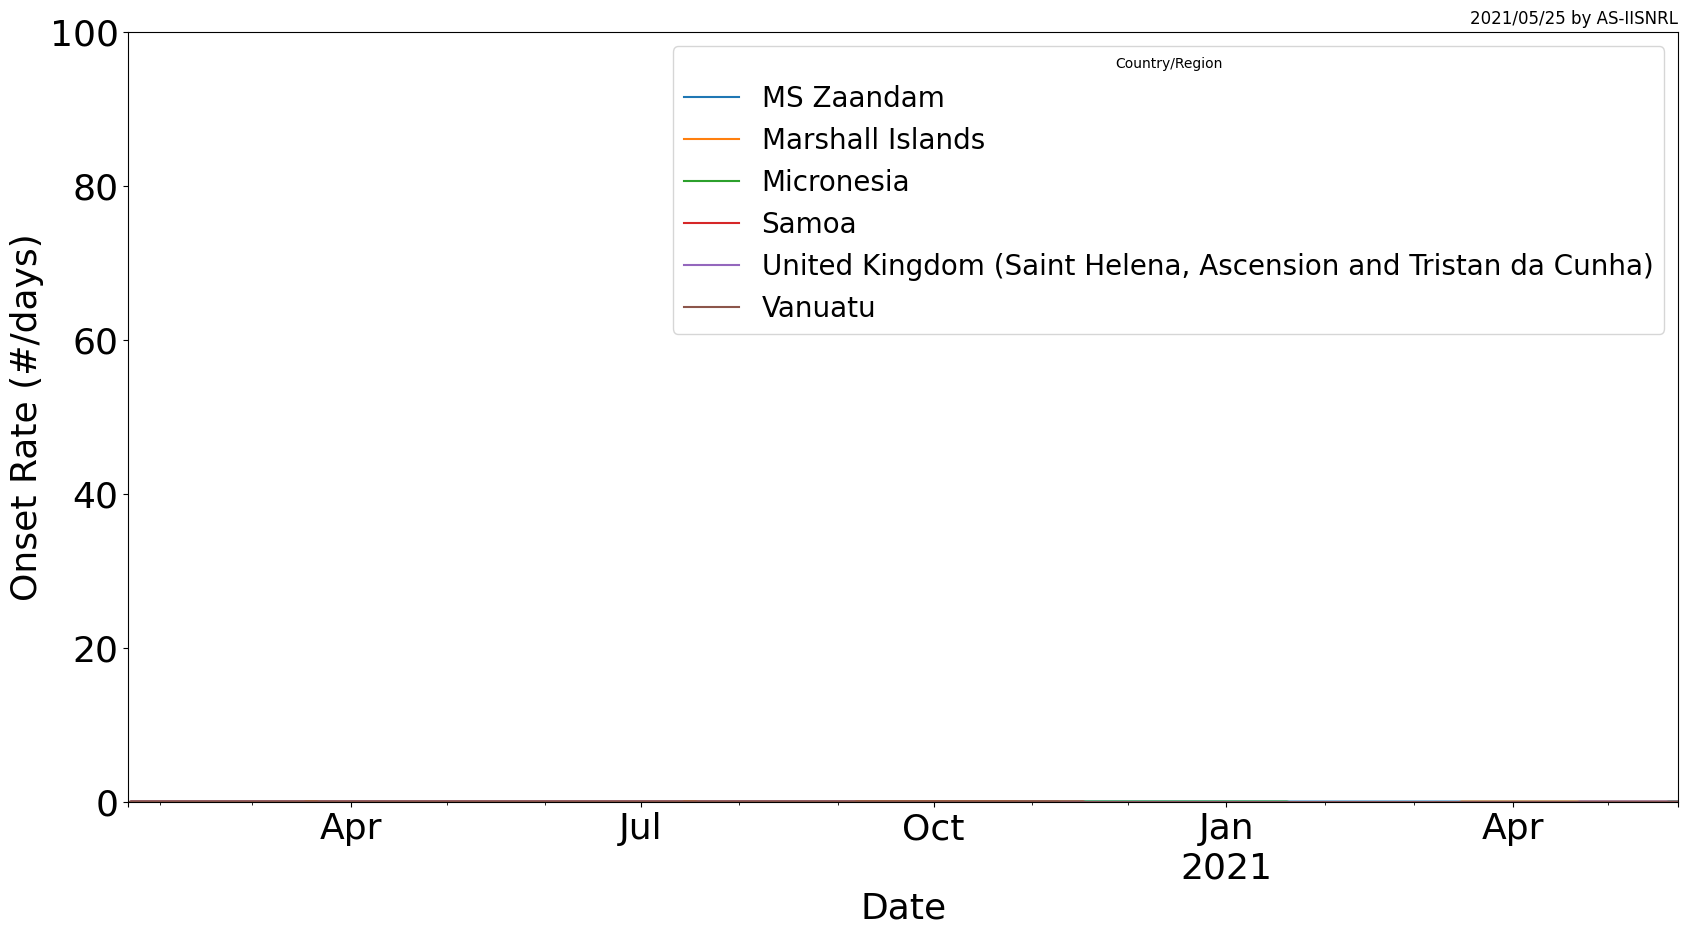 2021/05/25 by AS-IISNRL
100
80
60
40
20
0
Onset Rate (#/days)
Country/Region
MS Zaandam
Marshall Islands
Micronesia
Samoa
United Kingdom (Saint Helena, Ascension and Tristan da Cunha)
Vanuatu
Apr Jul Oct Jan Apr
2021
Date